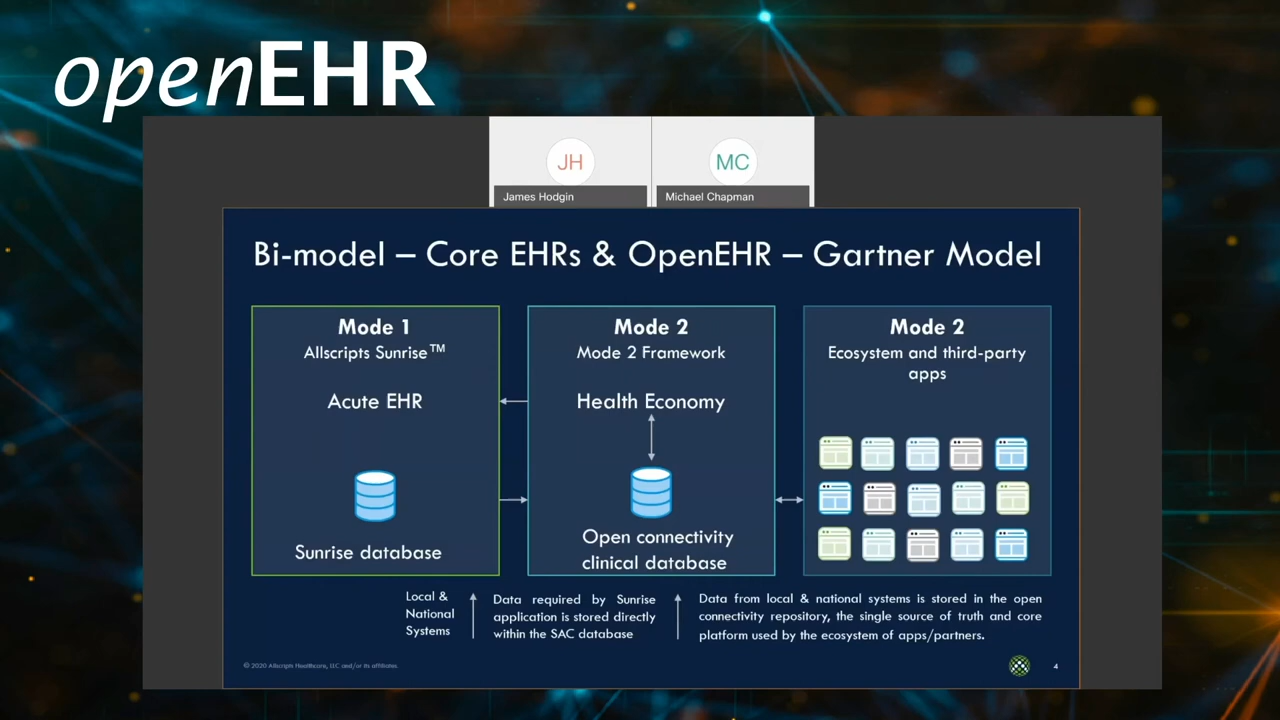 openEHR
JH
MC
James Hodgin
Michael Chapman
Bi-model – Core EHRs & OpenEHR – Gartner Model
Mode 1
Allscripts Sunrise™
Acute EHR
Sunrise database
Mode 2
Mode 2 Framework
Health Economy
Open connectivity
clinical database
Mode 2
Ecosystem and third-party
apps
Local &
National
Systems
Data required by Sunrise
application is stored directly
within the SAC database
Data from local & national systems is stored in the open
connectivity repository, the single source of truth and core
platform used by the ecosystem of apps/partners.
© 2020 Allscripts Healthcare, LLC and/or its affiliates.
4